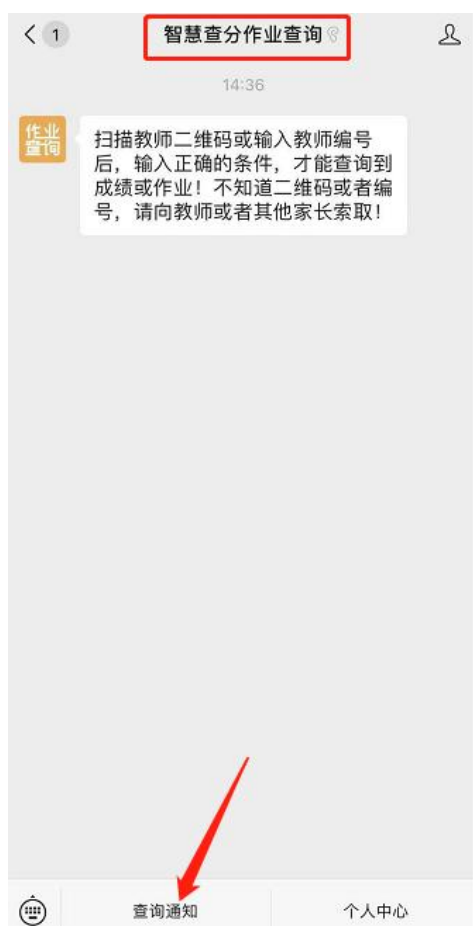 1
智慧查分作业查询
14:36
作业
查询
扫描教师二维码或输入教师编号
后，输入正确的条件，才能查询到
成绩或作业！不知道二维码或者编
号，请向教师或者其他家长索取！
查询通知
个人中心